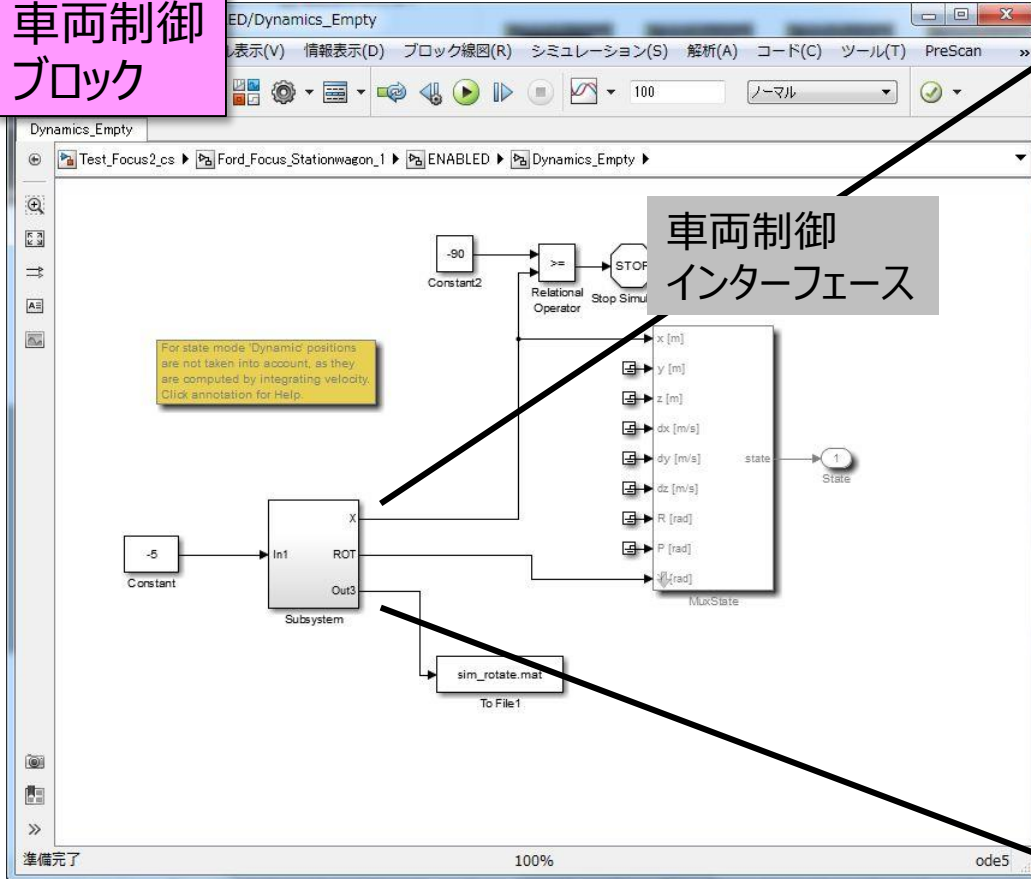 車両制御
ブロック
ED/Dynamics_Empty
表示(V) 情報表示(D) ブロック線図(R) シミュレーション(S) 解析(A) コード(C) ツール(T) PreScan »
100 ノーマル
Dynamics_Empty
Test_Focus2_cs ▶ Ford_Focus_Stationwagon_1 ▶ ENABLED ▶ Dynamics_Empty ▶
車両制御
インターフェース
-90
Constant2
>=
Relational
Operator
STOP
Stop Simul
For state mode 'Dynamic' positions
are not taken into account, as they
are computed by integrating velocity.
Click annotation for Help.
x [m]
y [m]
z [m]
dx [m/s]
dy [m/s]
dz [m/s]
R [rad]
P [rad]
[rad]
state
MuxState
1
State
-5
Constant
In1
X
ROT
Out3
Subsystem
sim_rotate.mat
To File1
準備完了 100% ode5